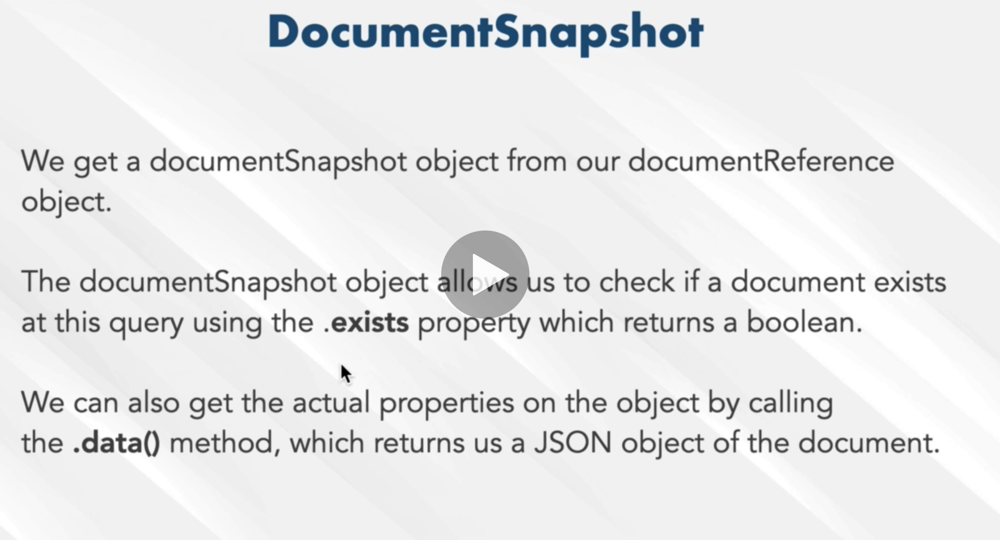 DocumentSnapshot
We get a documentSnapshot object from our documentReference
object.
The documentSnapshot object allows us to check if a document exists
at this query using the .exists property which returns a boolean.
We can also get the actual properties on the object by calling
the .data() method, which returns us a JSON object of the document.